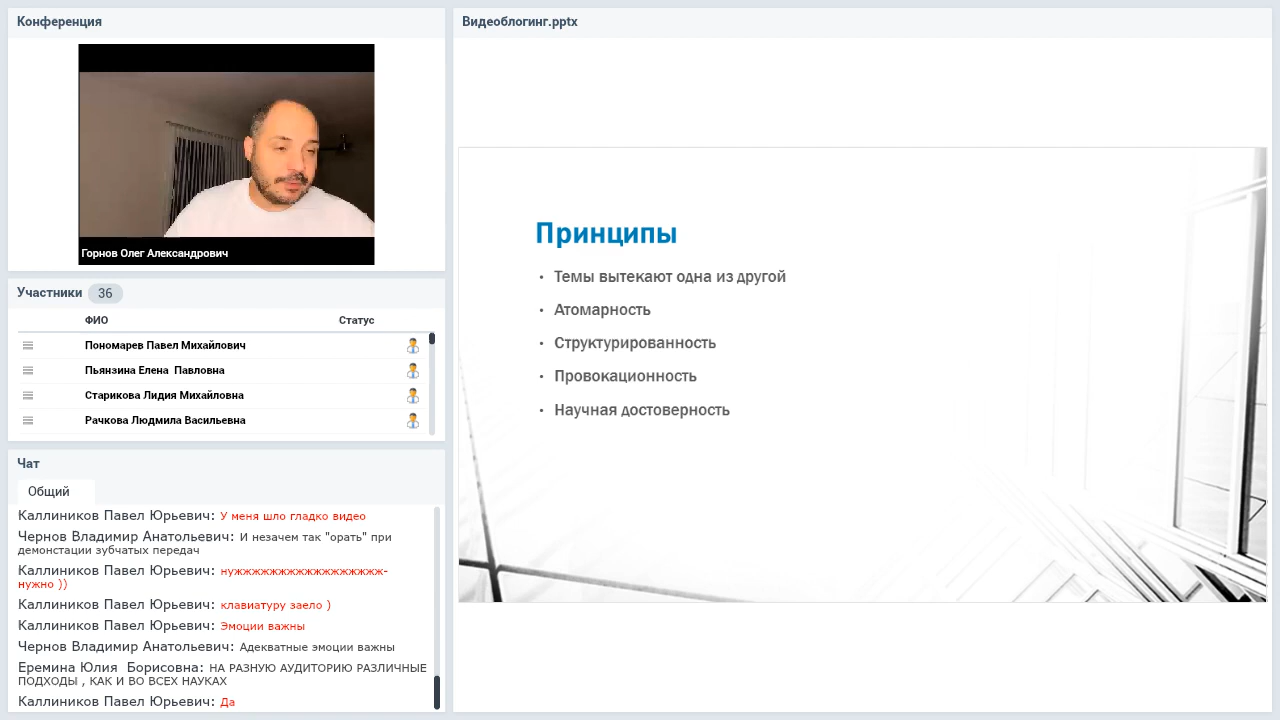 Конференция
Горнов Олег Александрович
Участники 36
ФИО Статус
Пономарев Павел Михайлович
Пьянзина Елена  Павловна
Старикова Лидия Михайловна
Рачкова Людмила Васильевна
Чат
Общий
Каллиников Павел Юрьевич: У меня шло гладко видео
Чернов Владимир Анатольевич: И незачем так "орать" при
демонстации зубчатых передач
Каллиников Павел Юрьевич: нужжжжжжжжжжжжжжжжж-
нужно ))
Каллиников Павел Юрьевич: клавиатуру заело )
Каллиников Павел Юрьевич: Эмоции важны
Чернов Владимир Анатольевич: Адекватные эмоции важны
Еремина Юлия  Борисовна: НА РАЗНУЮ АУДИТОРИЮ РАЗЛИЧНЫЕ
ПОДХОДЫ , КАК И ВО ВСЕХ НАУКАХ
Каллиников Павел Юрьевич: Да
Видеоблогинг.pptx
Принципы
• Темы вытекают одна из другой
• Атомарность
• Структурированность
• Провокационность
• Научная достоверность